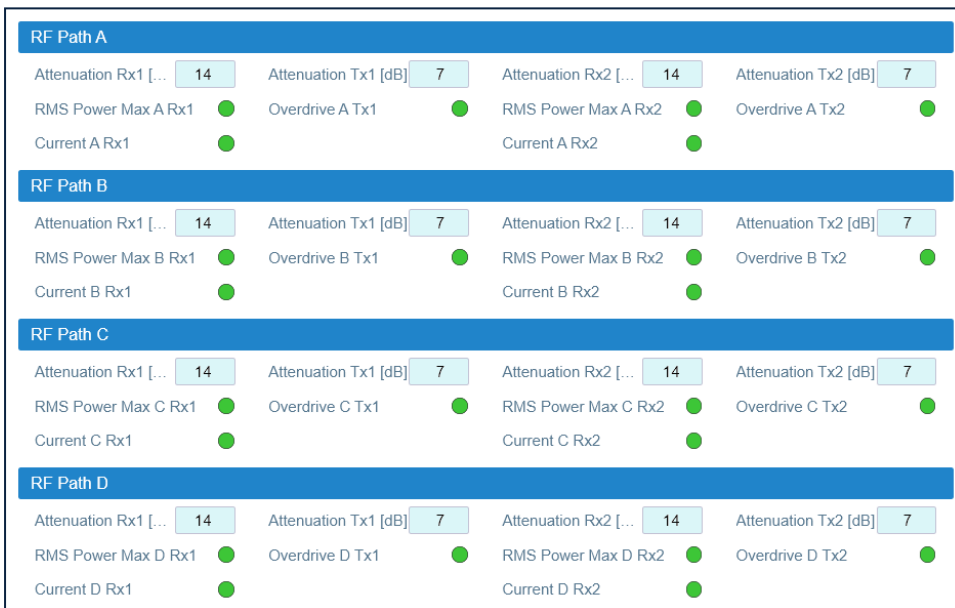 RF Path A
Attenuation Rx1 [... 14 Attenuation Tx1 [dB] 7 Attenuation Rx2 [... 14 Attenuation Tx2 [dB] 7
RMS Power Max A Rx1 Overdrive A Tx1 RMS Power Max A Rx2 Overdrive A Tx2
Current A Rx1 Current A Rx2
RF Path B
Attenuation Rx1 [... 14 Attenuation Tx1 [dB] 7 Attenuation Rx2 [... 14 Attenuation Tx2 [dB] 7
RMS Power Max B Rx1 Overdrive B Tx1 RMS Power Max B Rx2 Overdrive B Tx2
Current B Rx1 Current B Rx2
RF Path C
Attenuation Rx1 [... 14 Attenuation Tx1 [dB] 7 Attenuation Rx2 [... 14 Attenuation Tx2 [dB] 7
RMS Power Max C Rx1 Overdrive C Tx1 RMS Power Max C Rx2 Overdrive C Tx2
Current C Rx1 Current C Rx2
RF Path D
Attenuation Rx1 [... 14 Attenuation Tx1 [dB] 7 Attenuation Rx2 [... 14 Attenuation Tx2 [dB] 7
RMS Power Max D Rx1 Overdrive D Tx1 RMS Power Max D Rx2 Overdrive D Tx2
Current D Rx1 Current D Rx2